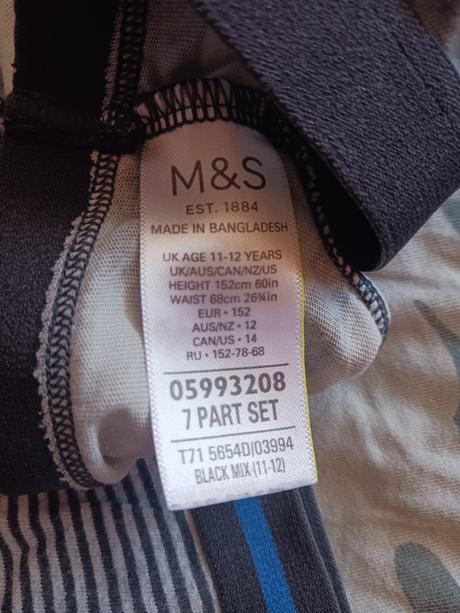 M&S
EST. 1884
MADE IN BANGLADESH
UK AGE 11-12 YEARS
UK/AUS/CAN/NZ/US
HEIGHT 152cm 60in
WAIST 68cm 26¾in
EUR • 152
AUS/NZ • 12
CAN/US • 14
RU • 152-78-68
05993208
7 PART SET
T71 5654D/03994
BLACK MIX (11-12)